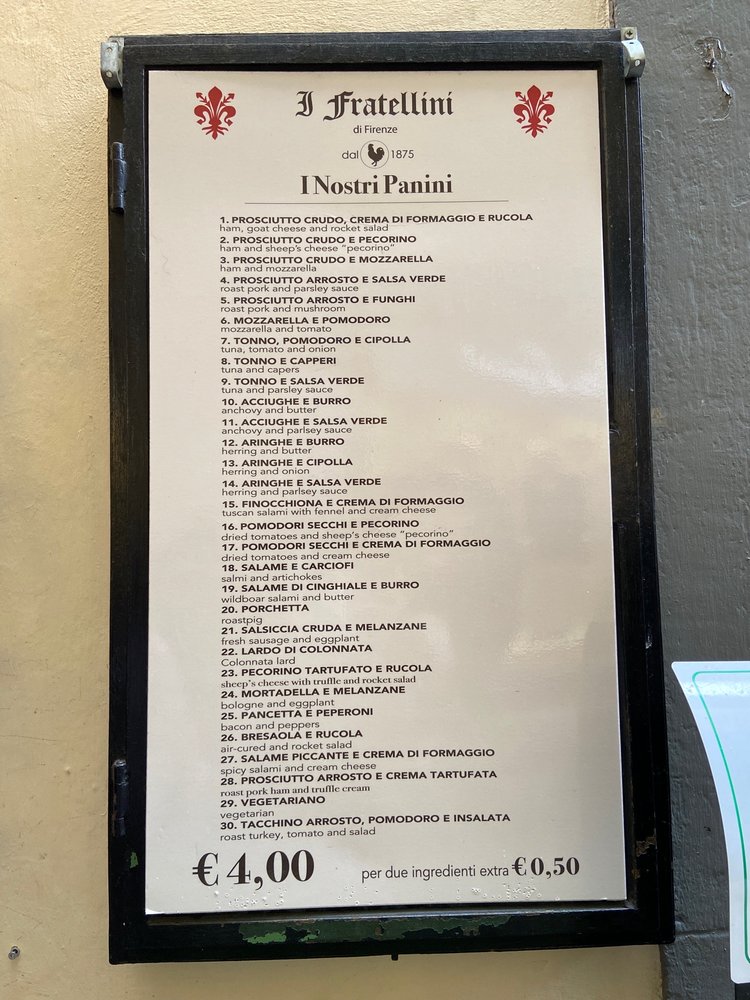 I Fratellini
di Firenze
dal 1875
I Nostri Panini
1. PROSCIUTTO CRUDO, CREMA DI FORMAGGIO E RUCOLA
ham, goat cheese and rocket salad
2. PROSCIUTTO CRUDO E PECORINO
ham and sheep's cheese "pecorino"
3. PROSCIUTTO CRUDO E MOZZARELLA
ham and mozzarella
4. PROSCIUTTO ARROSTO E SALSA VERDE
roast pork and parsley sauce
5. PROSCIUTTO ARROSTO E FUNGHI
roast pork and mushroom
6. MOZZARELLA E POMODORO
mozzarella and tomato
7. TONNO, POMODORO E CIPOLLA
tuna, tomato and onion
8. TONNO E CAPPERI
tuna and capers
9. TONNO E SALSA VERDE
tuna and parsley sauce
10. ACCIUGHE E BURRO
anchovy and butter
11. ACCIUGHE E SALSA VERDE
anchovy and parlsey sauce
12. ARINGHE E BURRO
herring and butter
13. ARINGHE E CIPOLLA
herring and onion
14. ARINGHE E SALSA VERDE
herring and parlsey sauce
15. FINOCCHIONA E CREMA DI FORMAGGIO
tuscan salami with fennel and cream cheese
16. POMODORI SECCHI E PECORINO
dried tomatoes and sheep's cheese "pecorino"
17. POMODORI SECCHI E CREMA DI FORMAGGIO
dried tomatoes and cream cheese
18. SALAME E CARCIOFI
salmi and artichokes
19. SALAME DI CINGHIALE E BURRO
wildboar salami and butter
20. PORCHETTA
roastpig
21. SALSICCIA CRUDA E MELANZANE
fresh sausage and eggplant
22. LARDO DI COLONNATA
Colonnata lard
23. PECORINO TARTUFATO E RUCOLA
sheep's cheese with truffle and rocket salad
24. MORTADELLA E MELANZANE
bologne and eggplant
25. PANCETTA E PEPERONI
bacon and peppers
26. BRESAOLA E RUCOLA
air-cured and rocket salad
27. SALAME PICCANTE E CREMA DI FORMAGGIO
spicy salami and cream cheese
28. PROSCIUTTO ARROSTO E CREMA TARTUFATA
roast pork ham and truffle cream
29. VEGETARIANO
vegetarian
30. TACCHINO ARROSTO, POMODORO E INSALATA
roast turkey, tomato and salad
€ 4,00 per due ingredienti extra € 0,50